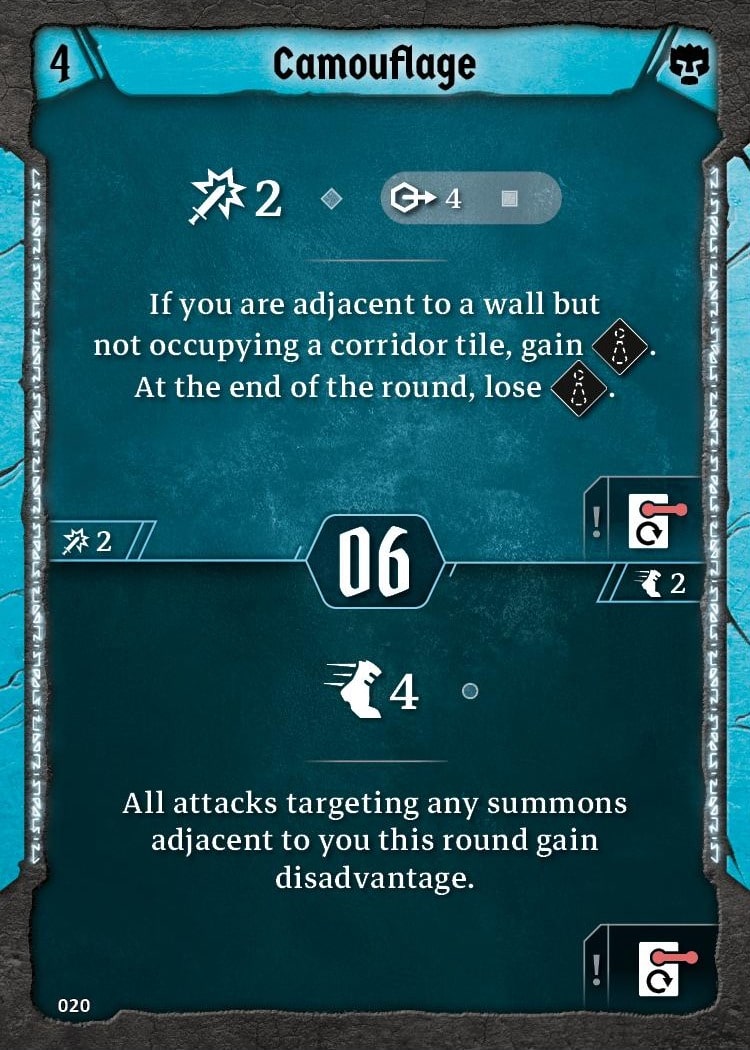 4
Camouflage
2
4
If you are adjacent to a wall but
not occupying a corridor tile, gain .
At the end of the round, lose .
!
2
06
2
4
All attacks targeting any summons
adjacent to you this round gain
disadvantage.
!
020